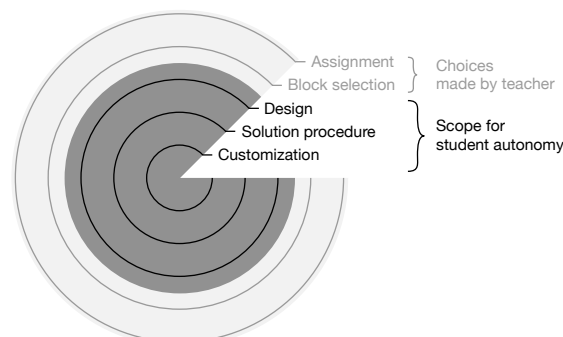 Assignment
Block selection
Design
Solution procedure
Customization
Choices
made by teacher
Scope for
student autonomy